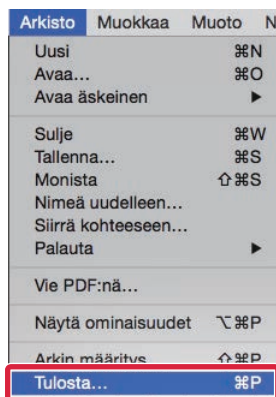 Arkisto Muokkaa Muoto N
Uusi ⌘N
Avaa... ⌘O
Avaa äskeinen ▶
Sulje ⌘W
Tallenna... ⌘S
Monista ⇧⌘S
Nimeä uudelleen...
Siirrä kohteeseen...
Palauta ▶
Vie PDF:nä...
Näytä ominaisuudet ⌥⌘P
Arkin määritys ⇧⌘P
Tulosta... ⌘P